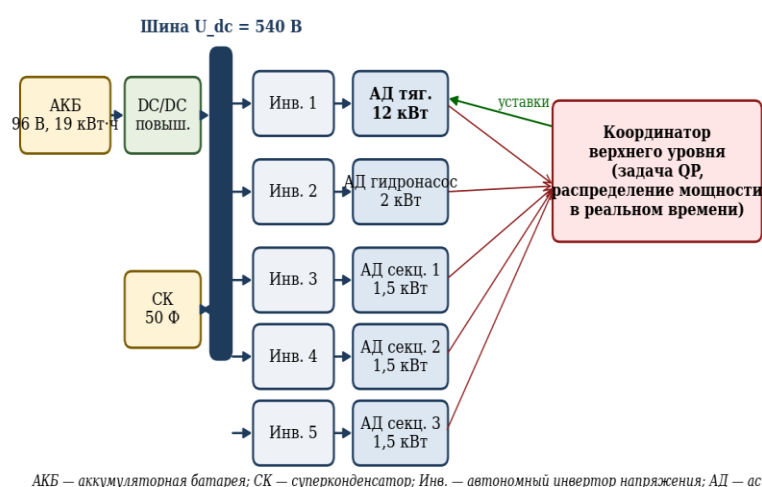 Шина U_dc = 540 В
АКБ
96 В, 19 кВт·ч
DC/DC
повыш.
Инв. 1
АД тяг.
12 кВт
уставки
Координатор
верхнего уровня
(задача QP,
распределение мощности
в реальном времени)
Инв. 2
АД гидронасос
2 кВт
СК
50 Ф
Инв. 3
АД секц. 1
1,5 кВт
Инв. 4
АД секц. 2
1,5 кВт
Инв. 5
АД секц. 3
1,5 кВт
АКБ — аккумуляторная батарея; СК — суперконденсатор; Инв. — автономный инвертор напряжения; АД — ас